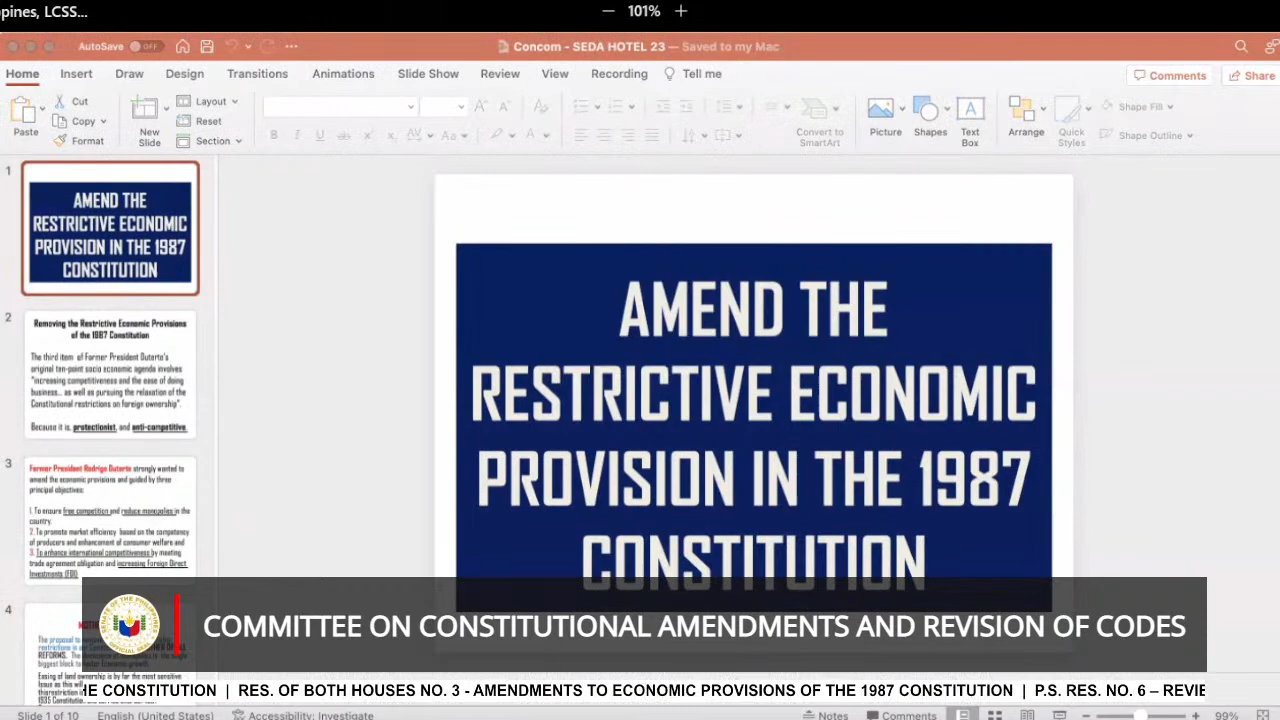 pines, LCSS...
101%
AutoSave OFF
Concom - SEDA HOTEL 23 — Saved to my Mac
Home Insert Draw Design Transitions Animations Slide Show Review View Recording Tell me
Comments Share
Paste
Cut
Copy
Format
New Slide
Layout
Reset
Section
Convert to SmartArt
Picture
Shapes
Text Box
Arrange
Quick Styles
Shape Fill
Shape Outline
1
AMEND THE
RESTRICTIVE ECONOMIC
PROVISION IN THE 1987
CONSTITUTION
2
Removing the Restrictive Economic Provisions
of the 1987 Constitution
The third item of Former President Duterte's
original ten-point socio economic agenda involves
"increasing competitiveness and the ease of doing
business... as well as pursuing the relaxation of the
Constitutional restrictions on foreign ownership".
Because it is, protectionist, and anti-competitive.
3
Former President Rodrigo Duterte strongly wanted to
amend the economic provisions and guided by three
principal objectives:
1. To ensure free competition and reduce monopolies in the
country;
2. To promote market efficiency based on the competency
of producers and enhancement of consumer welfare and
3. To enhance international competitiveness by meeting
trade agreement obligation and increasing Foreign Direct
Investments (FDI)
4
AMEND THE
RESTRICTIVE ECONOMIC
PROVISION IN THE 1987
CONSTITUTION
COMMITTEE ON CONSTITUTIONAL AMENDMENTS AND REVISION OF CODES
HE CONSTITUTION | RES. OF BOTH HOUSES NO. 3 - AMENDMENTS TO ECONOMIC PROVISIONS OF THE 1987 CONSTITUTION | P.S. RES. NO. 6 – REVIE
Slide 1 of 10 English (United States) Accessibility: Investigate
Notes Comments 99%